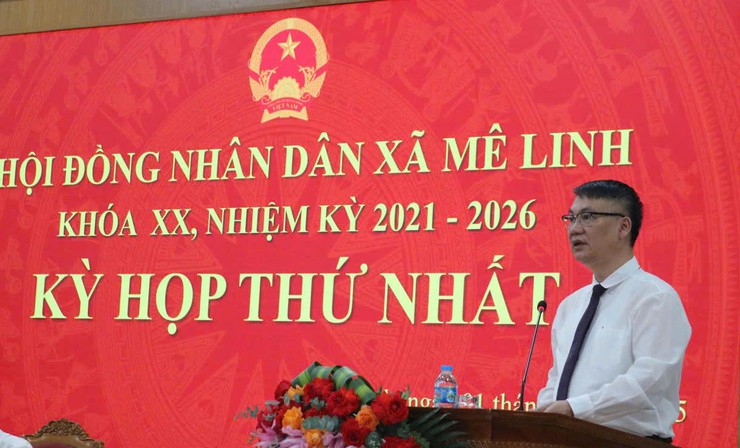 VIỆT NAM
HỘI ĐỒNG NHÂN DÂN XÃ MÊ LINH
KHÓA XX, NHIỆM KỲ 2021 - 2026
KỲ HỌP THỨ NHẤT